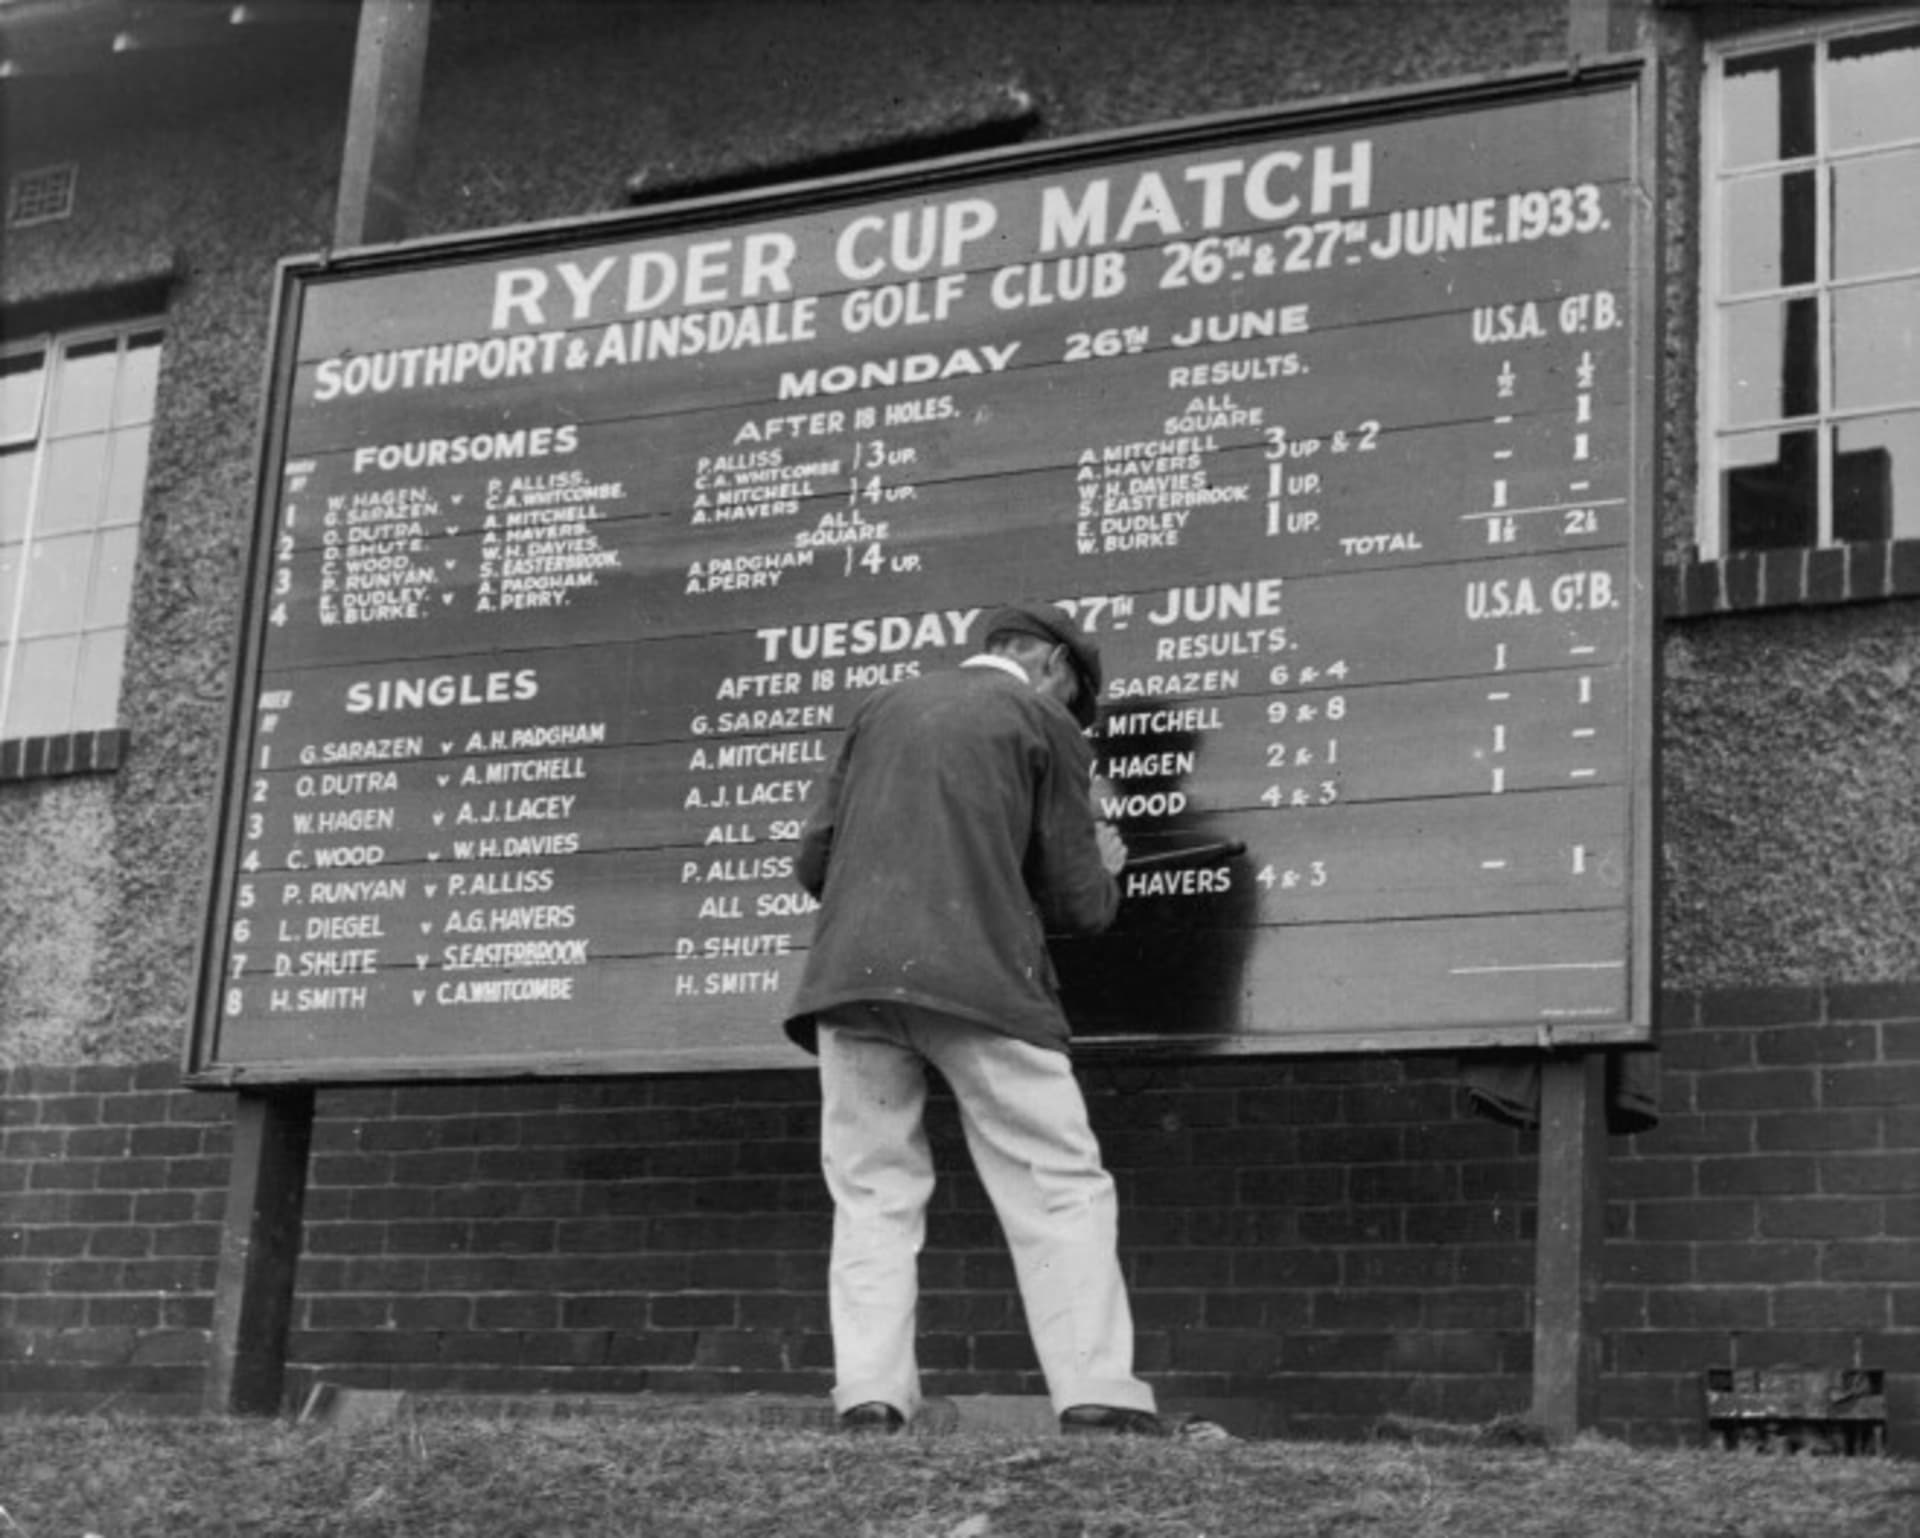 RYDER CUP MATCH
SOUTHPORT & AINSDALE GOLF CLUB 26TH & 27TH JUNE. 1933.
MONDAY 26TH JUNE U.S.A. GT B.
FOURSOMES AFTER 18 HOLES. RESULTS.
1 W. HAGEN. G. SARAZEN. v P. ALLISS. C.A. WHITCOMBE. P. ALLISS C.A. WHITCOMBE 3 UP. ALL SQUARE ½ ½
2 O. DUTRA. D. SHUTE. v A. MITCHELL. A. HAVERS. A. MITCHELL A. HAVERS 4 UP. A. MITCHELL A. HAVERS 3 UP & 2 - 1
3 C. WOOD. P. RUNYAN. v W.H. DAVIES. S. EASTERBROOK. ALL SQUARE W.H. DAVIES S. EASTERBROOK 1 UP. - 1
4 E. DUDLEY. W. BURKE. v A. PADGHAM. A. PERRY. A. PADGHAM A. PERRY 4 UP. E. DUDLEY W. BURKE 1 UP. 1 -
TOTAL 1½ 2½
TUESDAY 27TH JUNE U.S.A. GT B.
SINGLES AFTER 18 HOLES RESULTS.
1 G. SARAZEN v A.H. PADGHAM G. SARAZEN SARAZEN 6 & 4 1 -
2 O. DUTRA v A. MITCHELL A. MITCHELL MITCHELL 9 & 8 - 1
3 W. HAGEN v A.J. LACEY A.J. LACEY HAGEN 2 & 1 1 -
4 C. WOOD v W.H. DAVIES ALL SQ WOOD 4 & 3 1 -
5 P. RUNYAN v P. ALLISS P. ALLISS
6 L. DIEGEL v A.G. HAVERS ALL SQUA HAVERS 4 & 3 - 1
7 D. SHUTE v S. EASTERBROOK D. SHUTE
8 H. SMITH v C.A. WHITCOMBE H. SMITH